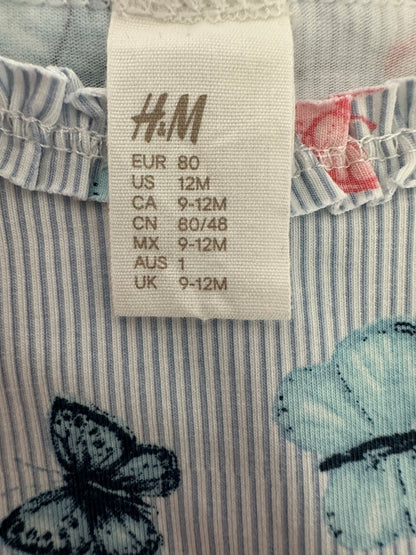 H&M
EUR 80
US 12M
CA 9-12M
CN 80/48
MX 9-12M
AUS 1
UK 9-12M